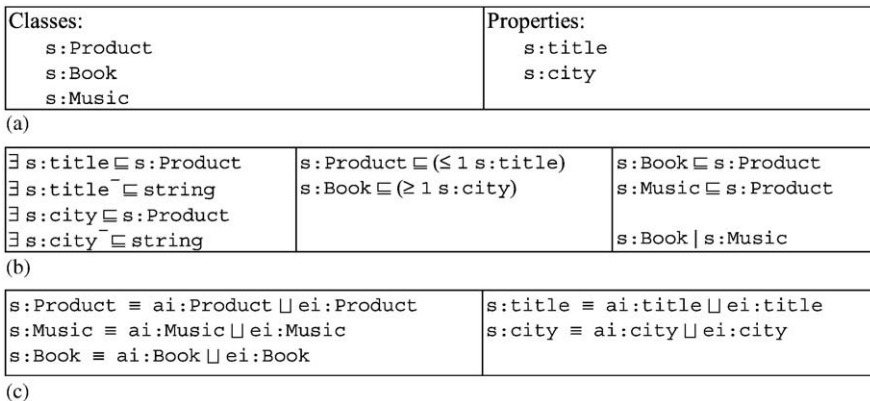 Classes:
s:Product
s:Book
s:Music
Properties:
s:title
s:city
(a)
∃ s:title ⊑ s:Product
∃ s:title⁻ ⊑ string
∃ s:city ⊑ s:Product
∃ s:city⁻ ⊑ string
s:Product ⊑ (≤ 1 s:title)
s:Book ⊑ (≥ 1 s:city)
s:Book ⊑ s:Product
s:Music ⊑ s:Product
s:Book | s:Music
(b)
s:Product ≡ ai:Product ⊔ ei:Product
s:Music ≡ ai:Music ⊔ ei:Music
s:Book ≡ ai:Book ⊔ ei:Book
s:title ≡ ai:title ⊔ ei:title
s:city ≡ ai:city ⊔ ei:city
(c)